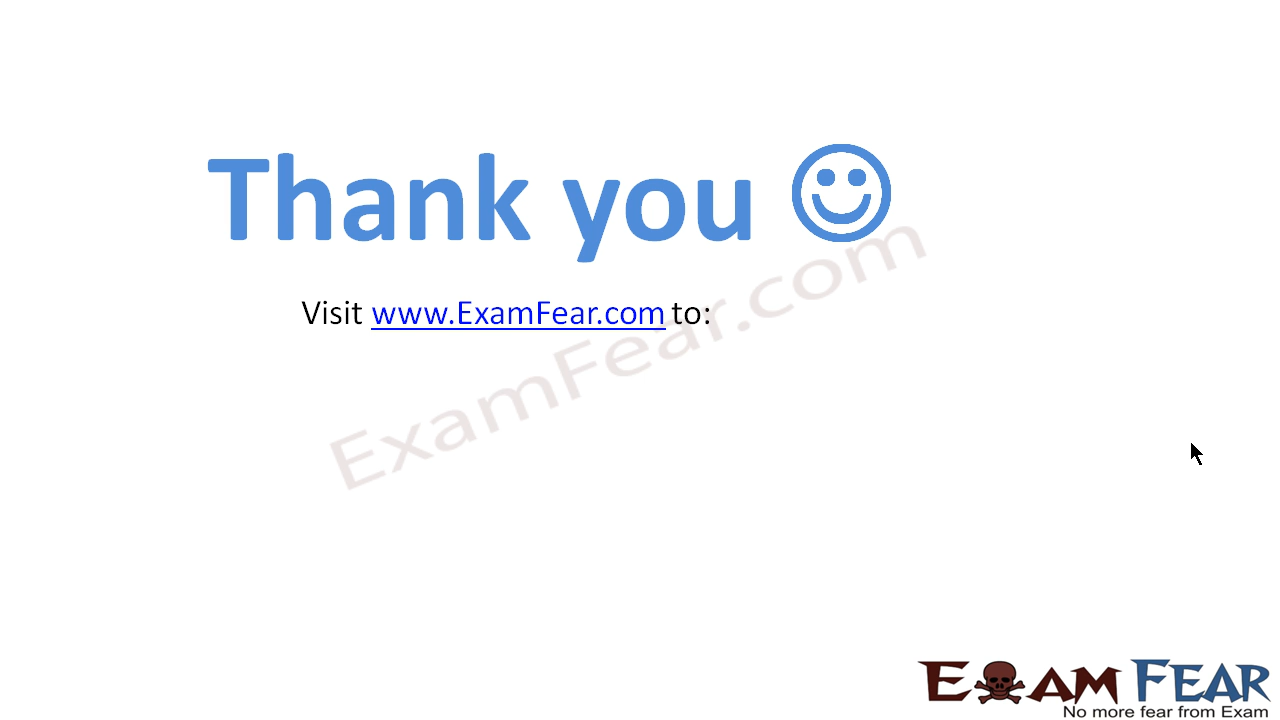 Thank you ☺
Visit www.ExamFear.com to:
ExamFear.com
EXAM FEAR
No more fear from Exam